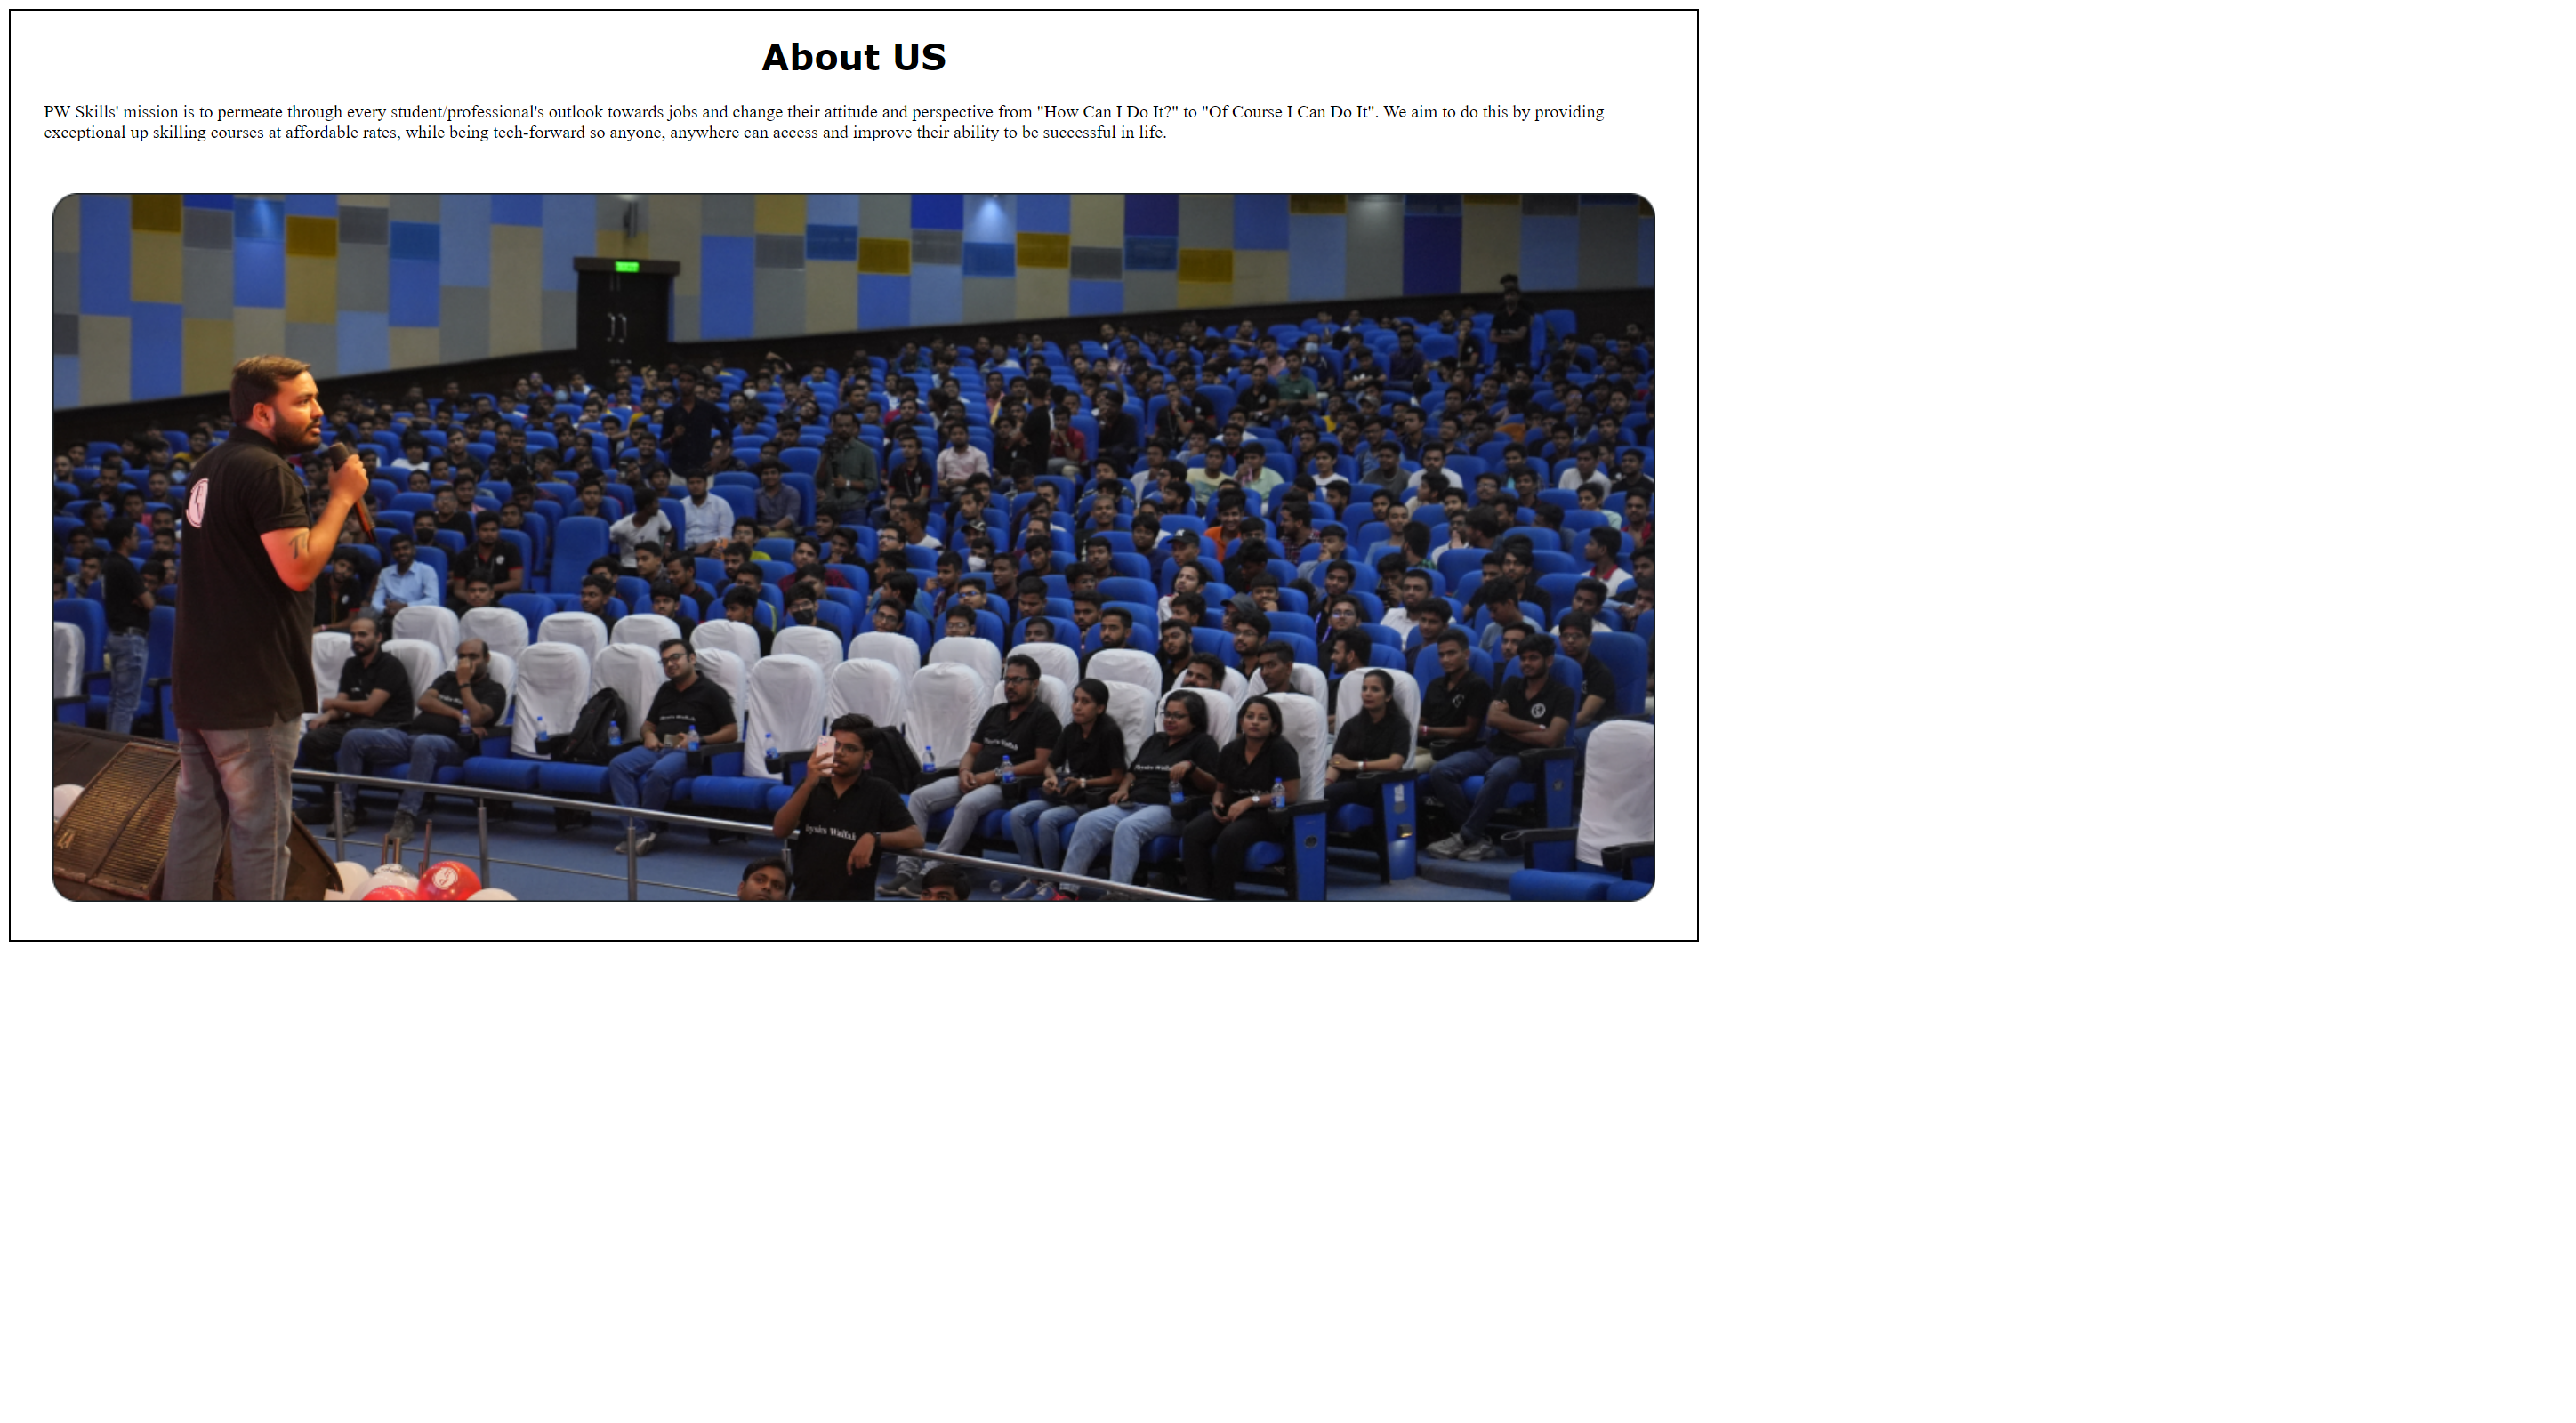 About US
PW Skills' mission is to permeate through every student/professional's outlook towards jobs and change their attitude and perspective from "How Can I Do It?" to "Of Course I Can Do It". We aim to do this by providing
exceptional up skilling courses at affordable rates, while being tech-forward so anyone, anywhere can access and improve their ability to be successful in life.